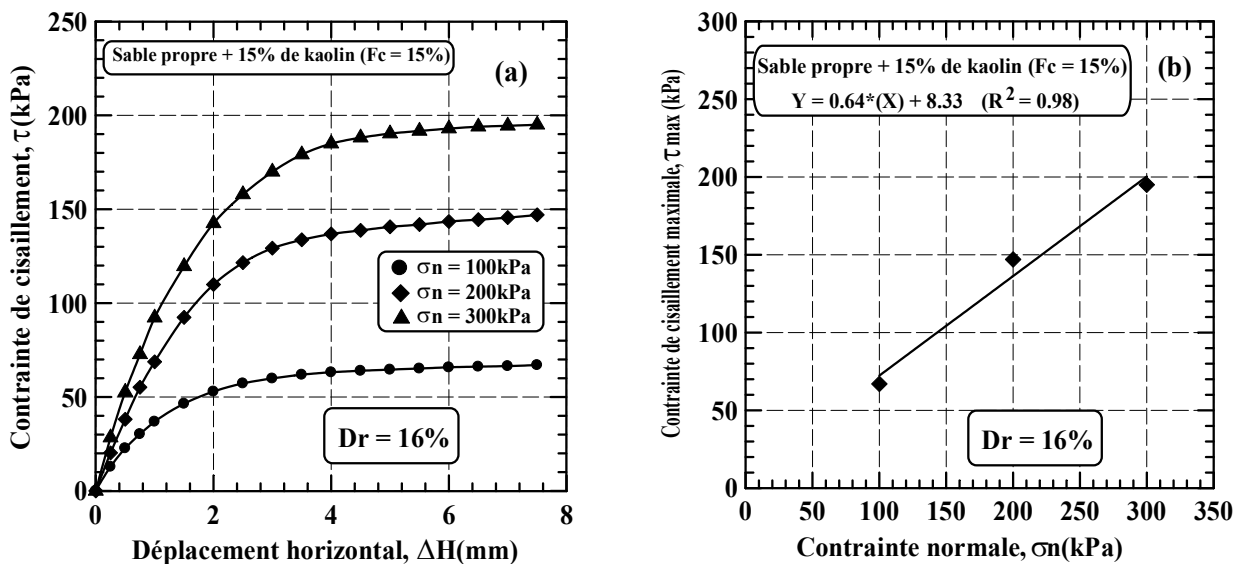 250
200
150
100
50
0
0
2
4
6
8
Contrainte de cisaillement, τ(kPa)
Déplacement horizontal, ΔH(mm)
Sable propre + 15% de kaolin (Fc = 15%)
(a)
σn = 100kPa
σn = 200kPa
σn = 300kPa
Dr = 16%
300
250
200
150
100
50
0
0
50
100
150
200
250
300
350
Contrainte de cisaillement maximale, τ max (kPa)
Contrainte normale, σn(kPa)
Sable propre + 15% de kaolin (Fc = 15%)
Y = 0.64*(X) + 8.33 (R² = 0.98)
(b)
Dr = 16%